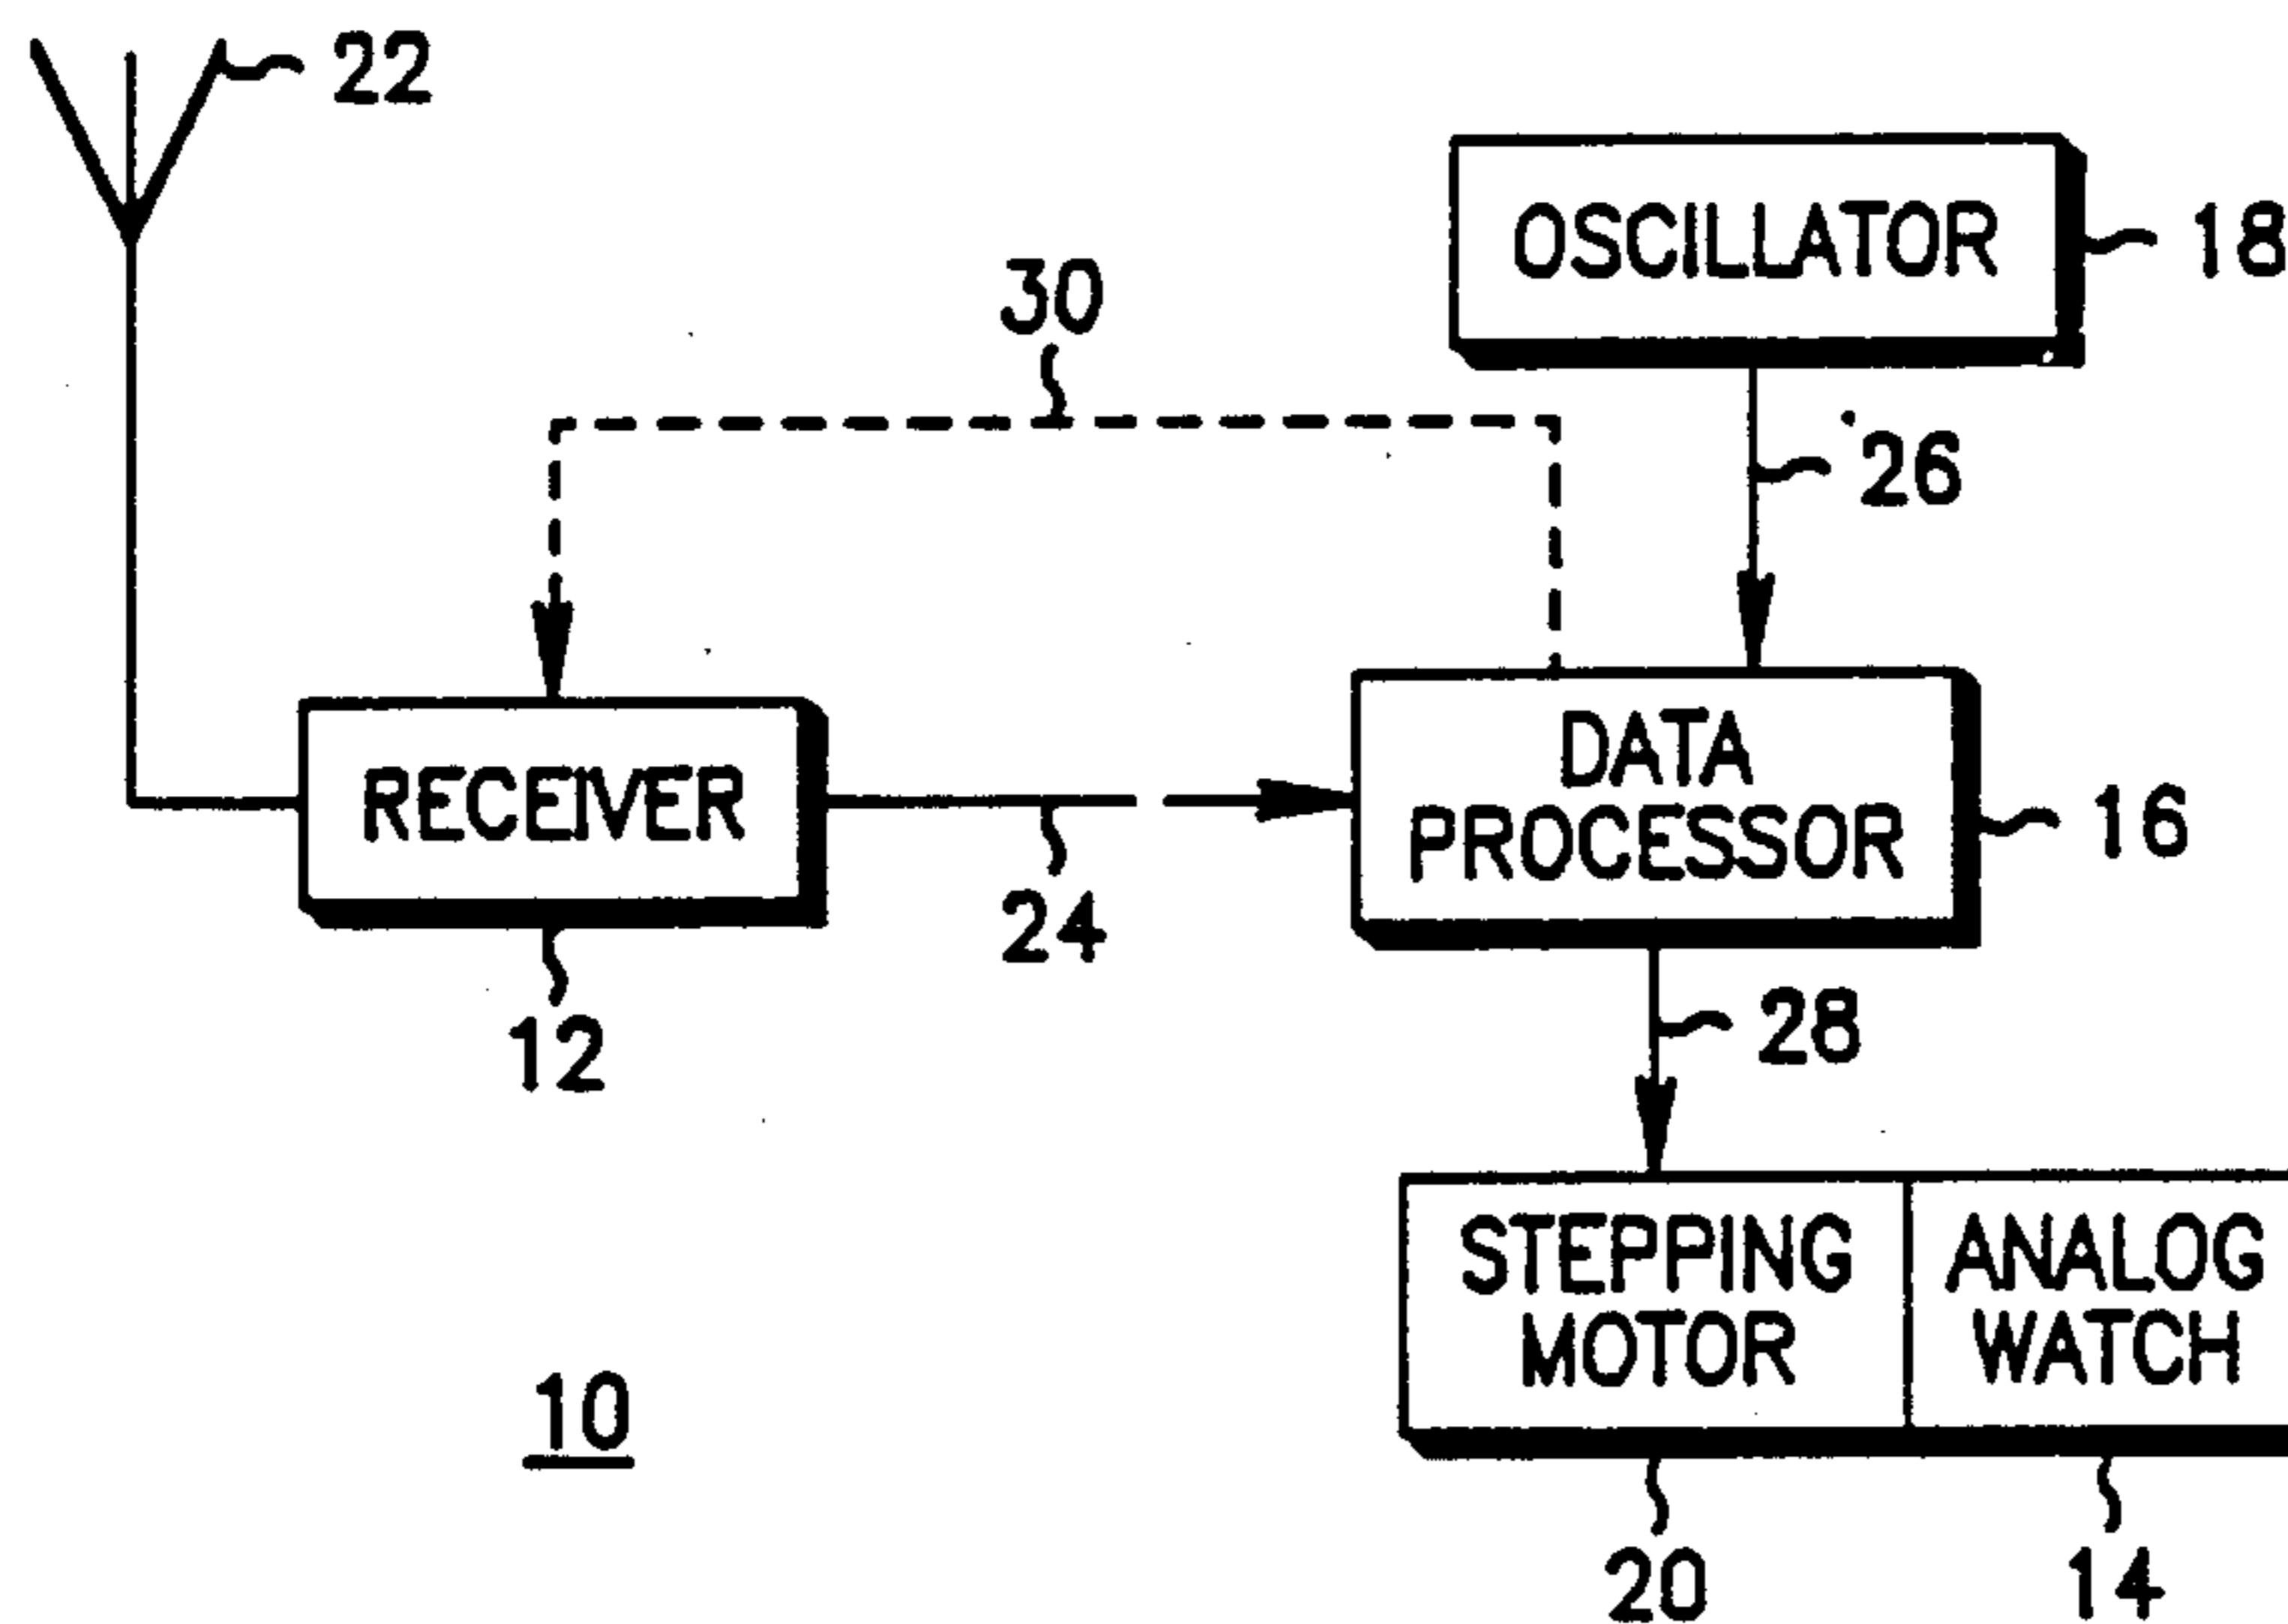 22
OSCILLATOR
18
30
26
RECEIVER
DATA
PROCESSOR
16
24
12
28
STEPPING
MOTOR
ANALOG
WATCH
10
20
14